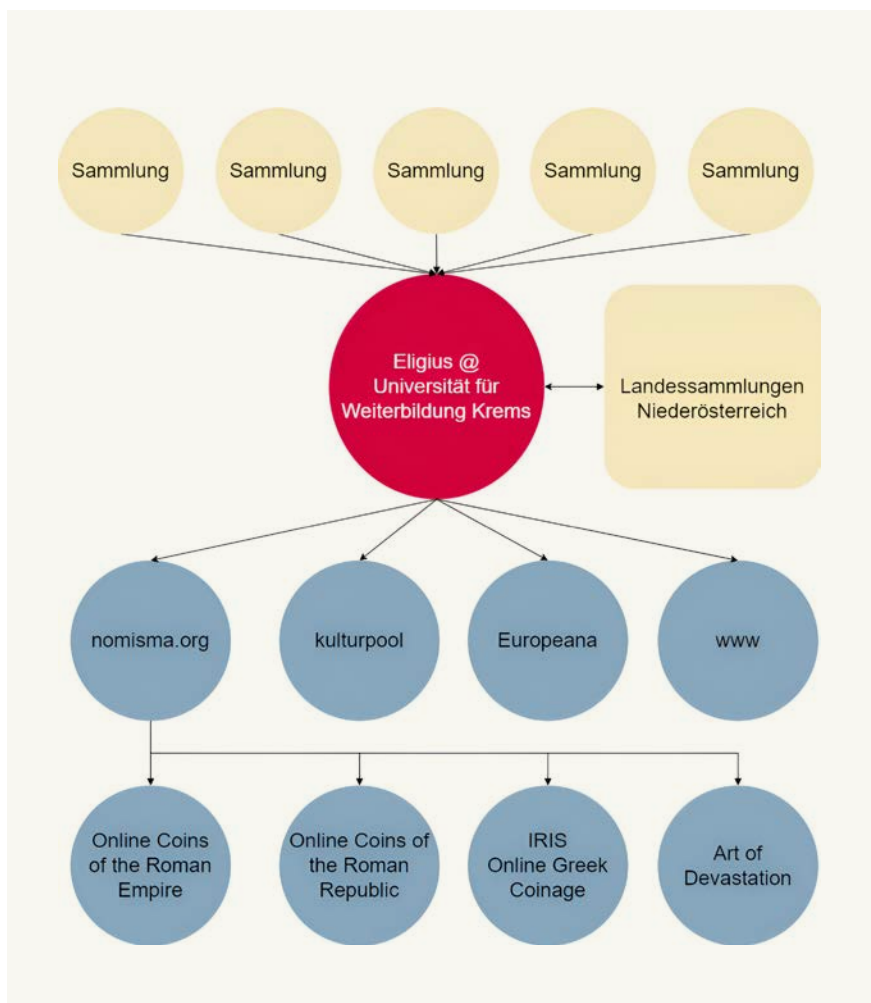 Sammlung
Sammlung
Sammlung
Sammlung
Sammlung
Eligius @
Universität für
Weiterbildung Krems
Landessammlungen
Niederösterreich
nomisma.org
kulturpool
Europeana
www
Online Coins
of the Roman
Empire
Online Coins of
the Roman
Republic
IRIS
Online Greek
Coinage
Art of
Devastation